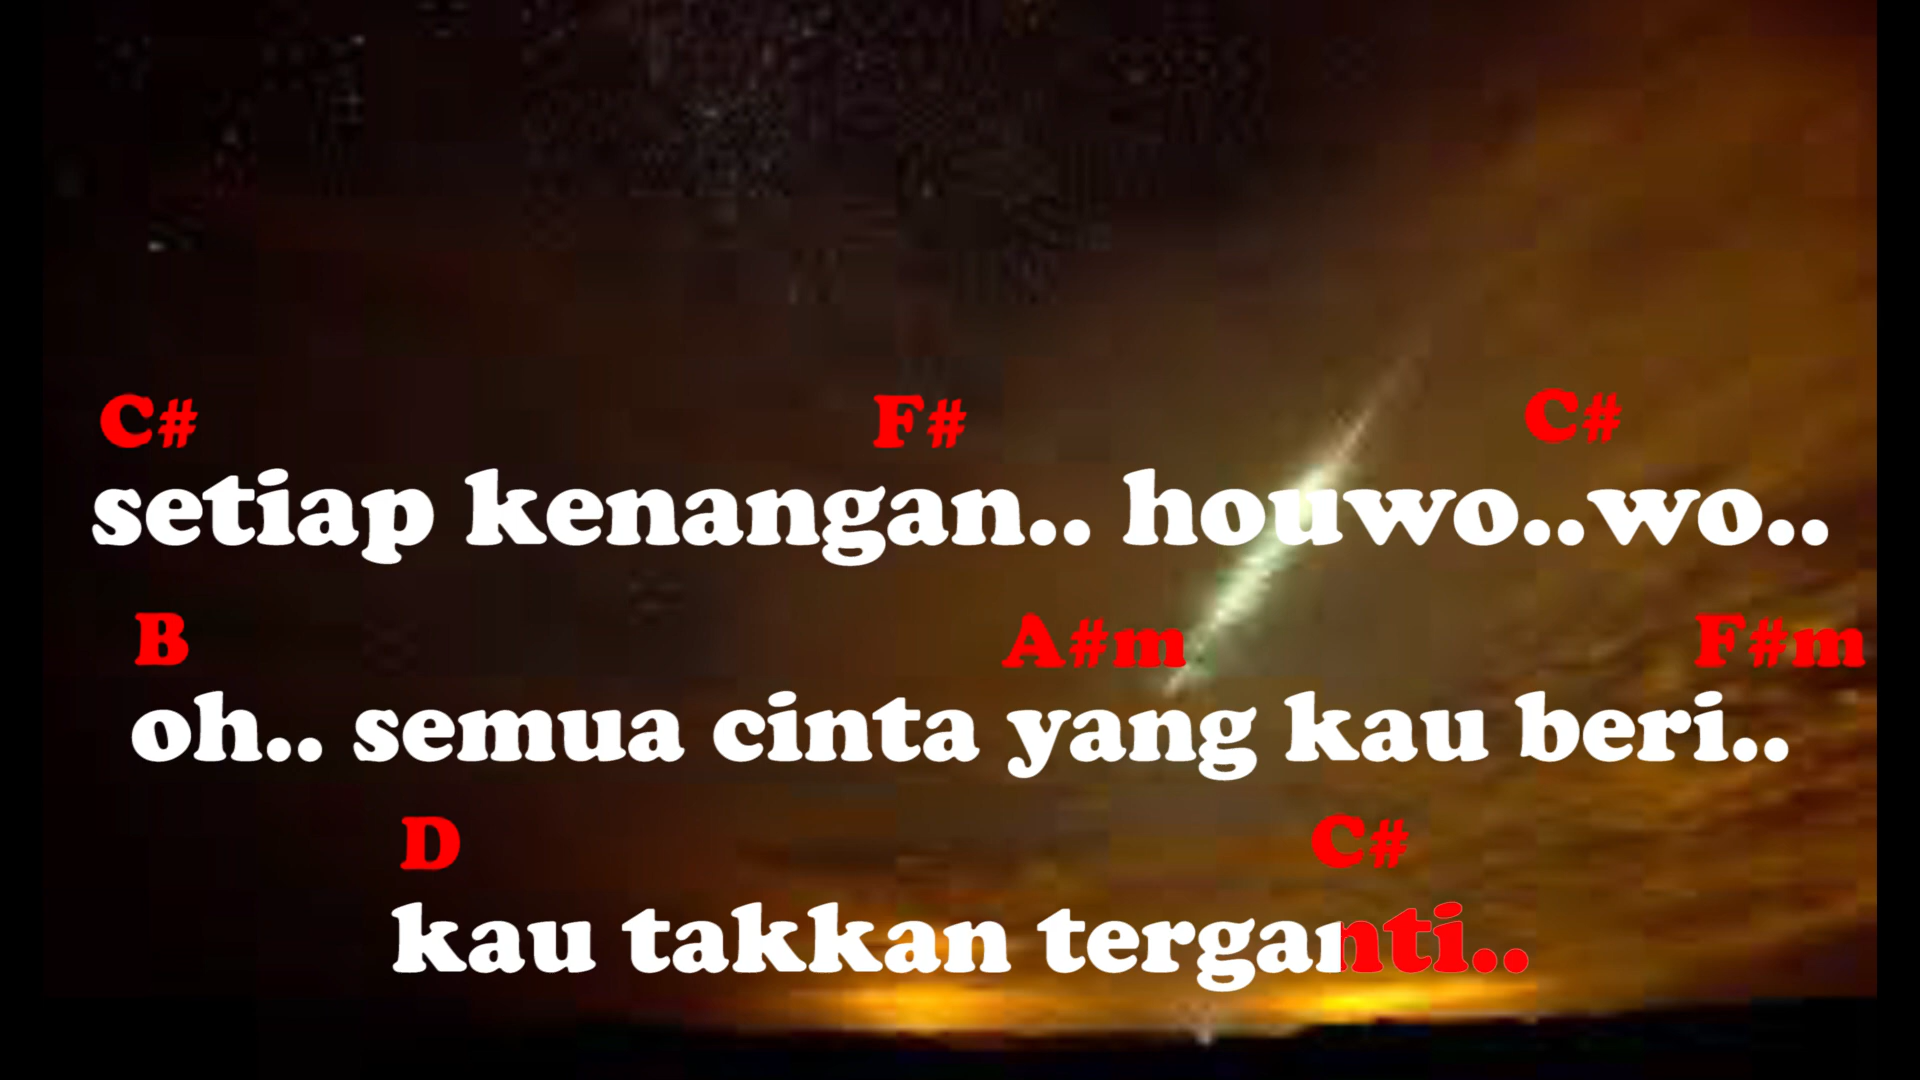 C# F# C#
setiap kenangan.. houwo..wo..
B A#m F#m
oh.. semua cinta yang kau beri..
D C#
kau takkan terganti..